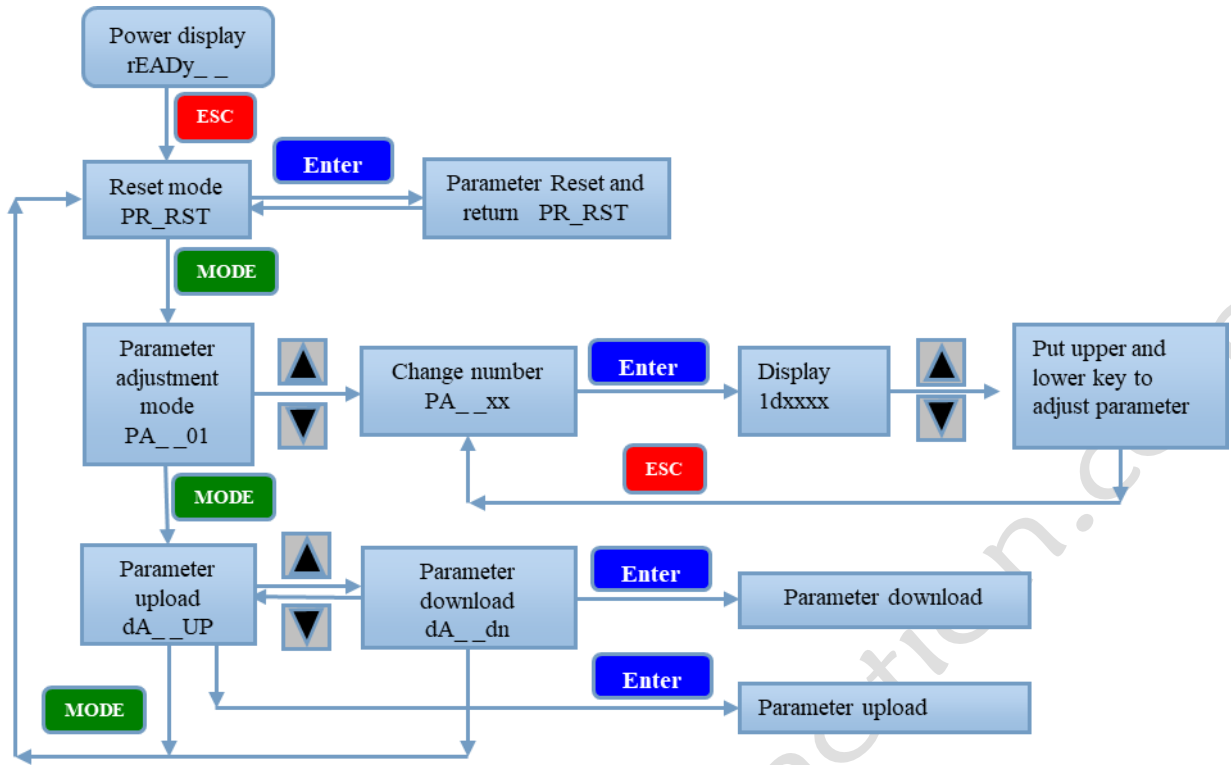 Power display
rEADy_ _
ESC
Reset mode
PR_RST
Enter
Parameter Reset and
return PR_RST
MODE
Parameter
adjustment
mode
PA_ _01
Change number
PA_ _xx
Enter
Display
1dxxxx
Put upper and
lower key to
adjust parameter
ESC
MODE
Parameter
upload
dA_ _UP
Parameter
download
dA_ _dn
Enter
Parameter download
Enter
Parameter upload
MODE